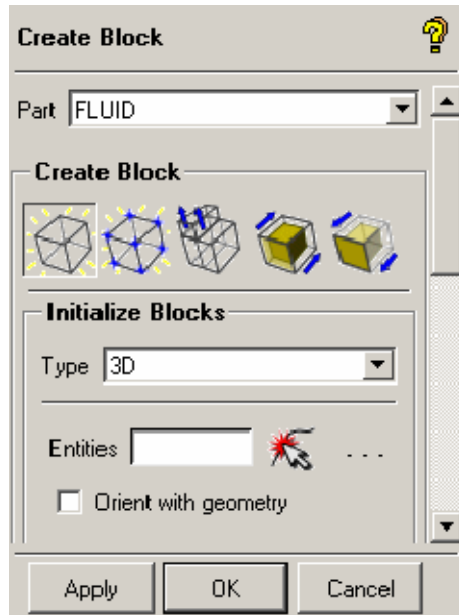 Create Block
Part FLUID
Create Block
Initialize Blocks
Type 3D
Entities ...
Orient with geometry
Apply OK Cancel